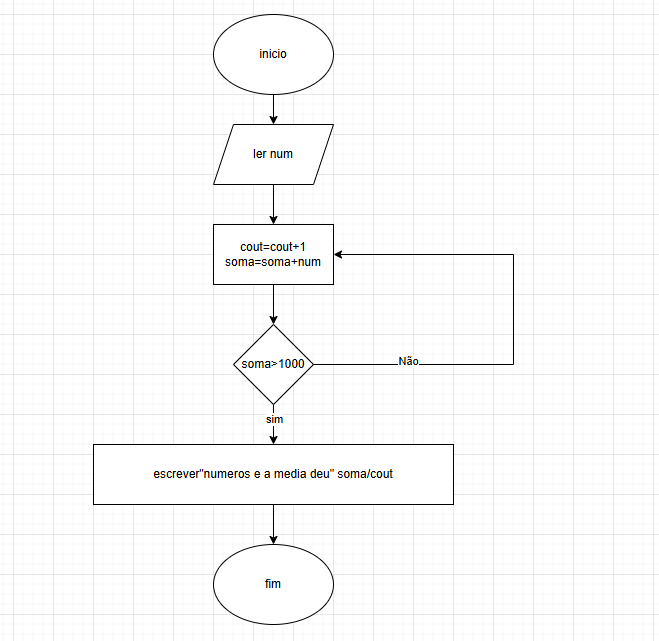 inicio
ler num
cout=cout+1
soma=soma+num
soma>1000
Não
sim
escrever"numeros e a media deu" soma/cout
fim